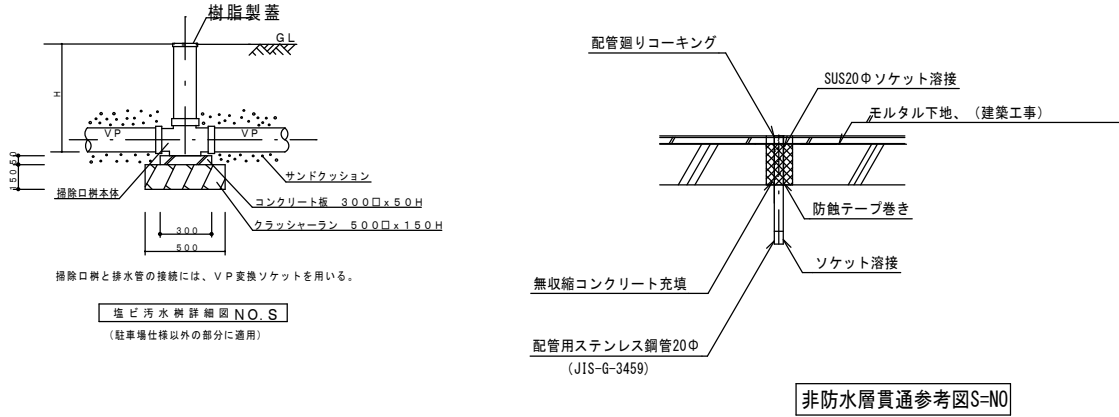 樹脂製蓋
GL
H
VP
VP
50
150
サンドクッション
掃除口桝本体
コンクリート板 300□x50H
クラッシャーラン 500□x150H
300
500
掃除口桝と排水管の接続には、VP変換ソケットを用いる。
塩ビ汚水桝詳細図 NO.S
(駐車場仕様以外の部分に適用)
配管廻りコーキング
SUS20Φソケット溶接
モルタル下地、(建築工事)
防蝕テープ巻き
ソケット溶接
無収縮コンクリート充填
配管用ステンレス鋼管20Φ
(JIS-G-3459)
非防水層貫通参考図S=NO